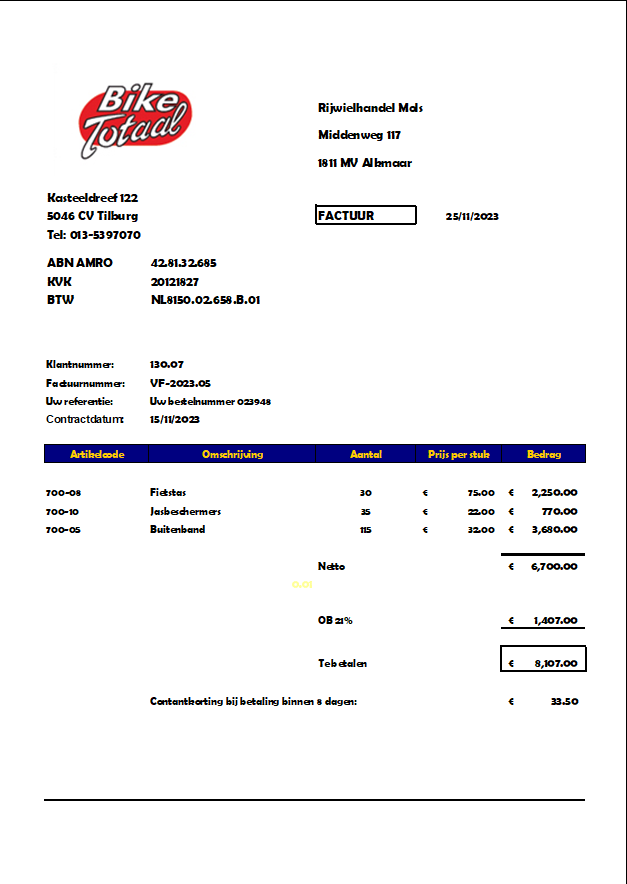 Bike
Totaal
Rijwielhandel Mols
Middenweg 117
1811 MV Alkmaar
Kasteeldreef 122
5046 CV Tilburg
Tel: 013-5397070
FACTUUR 25/11/2023
ABN AMRO 42.81.32.685
KVK 20121827
BTW NL8150.02.658.B.01
Klantnummer: 130.07
Factuurnummer: VF-2023.05
Uw referentie: Uw bestelnummer 023948
Contractdatum: 15/11/2023
Artikelcode Omschrijving Aantal Prijs per stuk Bedrag
700-08 Fietstas 30 € 75.00 € 2,250.00
700-10 Jasbeschermers 35 € 22.00 € 770.00
700-05 Buitenband 115 € 32.00 € 3,680.00
Netto € 6,700.00
OB 21% € 1,407.00
Te betalen € 8,107.00
Contantkorting bij betaling binnen 8 dagen: € 33.50